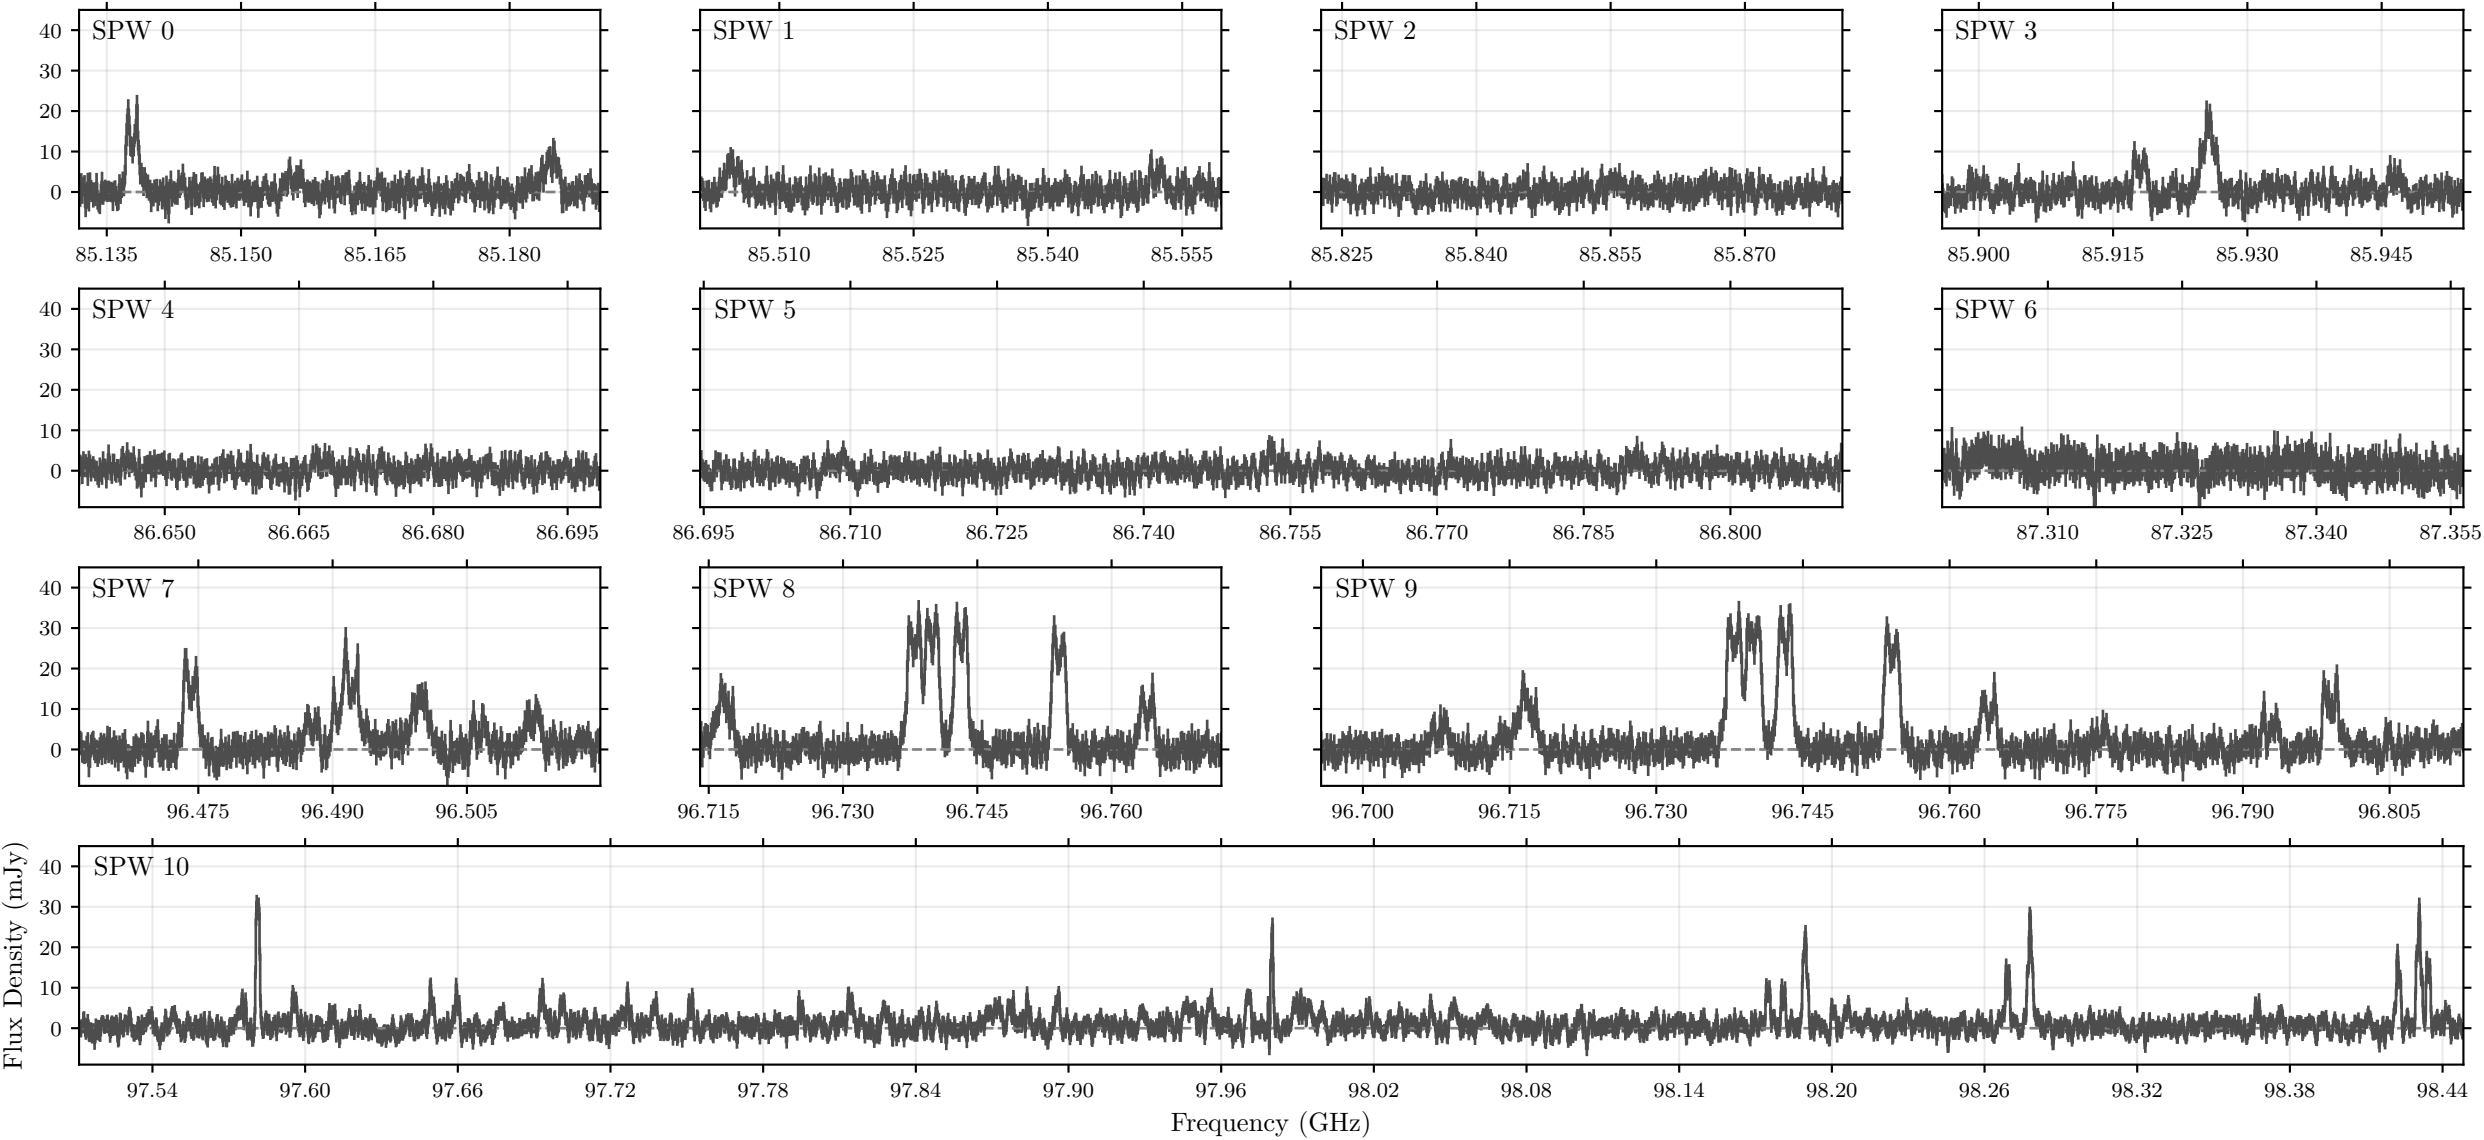 SPW 0 SPW 1 SPW 2 SPW 3
40
30
20
10
0
85.135 85.150 85.165 85.180 85.510 85.525 85.540 85.555 85.825 85.840 85.855 85.870 85.900 85.915 85.930 85.945
SPW 4 SPW 5 SPW 6
40
30
20
10
0
86.650 86.665 86.680 86.695 86.695 86.710 86.725 86.740 86.755 86.770 86.785 86.800 87.310 87.325 87.340 87.355
SPW 7 SPW 8 SPW 9
40
30
20
10
0
96.475 96.490 96.505 96.715 96.730 96.745 96.760 96.700 96.715 96.730 96.745 96.760 96.775 96.790 96.805
SPW 10
40
30
20
10
0
Flux Density (mJy)
97.54 97.60 97.66 97.72 97.78 97.84 97.90 97.96 98.02 98.08 98.14 98.20 98.26 98.32 98.38 98.44
Frequency (GHz)